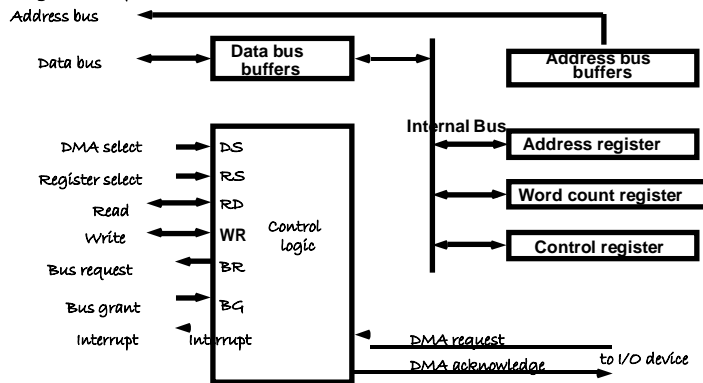 Address bus
Data bus
Data bus
buffers
Address bus
buffers
Internal Bus
Address register
Word count register
Control register
DMA select
DS
Register select
RS
Read
RD
Write
WR
Control
logic
Bus request
BR
Bus grant
BG
Interrupt
Interrupt
DMA request
DMA acknowledge
to I/O device